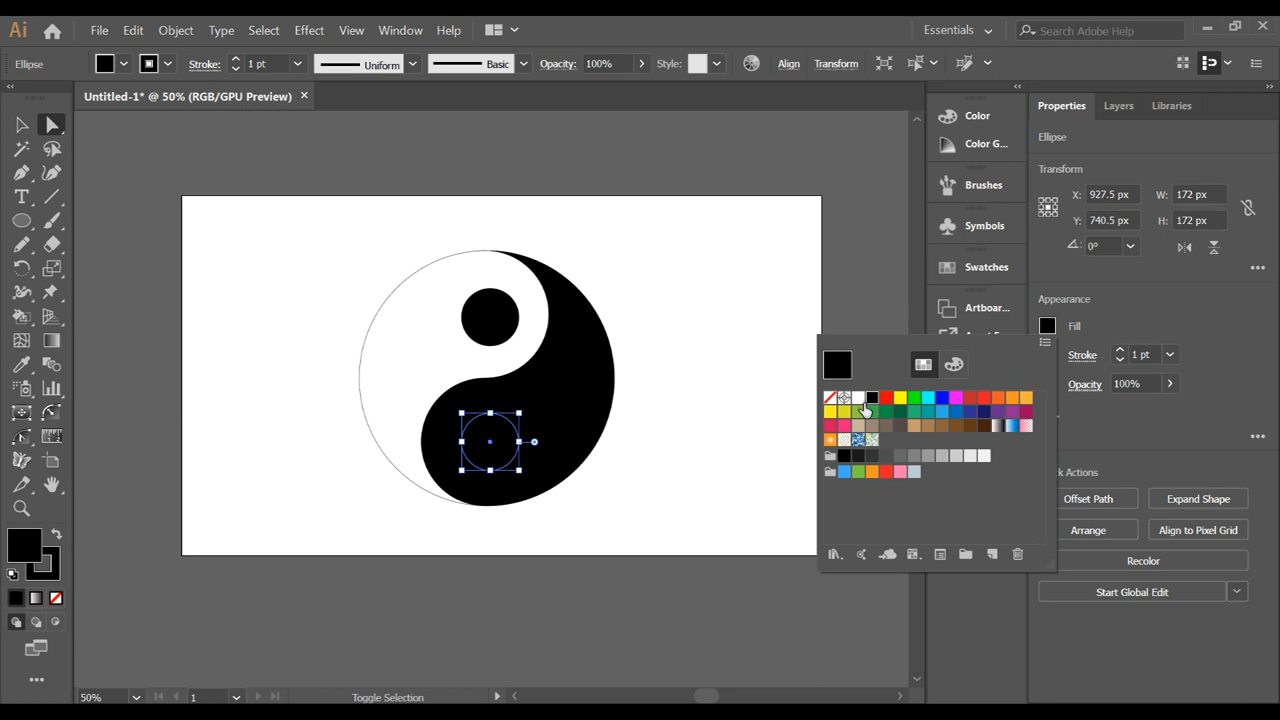 Ai File Edit Object Type Select Effect View Window Help Essentials Search Adobe Help
Ellipse Stroke: 1 pt Uniform Basic Opacity: 100% Style: Align Transform
Untitled-1* @ 50% (RGB/GPU Preview)
Color
Color G...
Brushes
Symbols
Swatches
Artboar...
Properties Layers Libraries
Ellipse
Transform
X: 927.5 px W: 172 px
Y: 740.5 px H: 172 px
0°
Appearance
Fill
Stroke 1 pt
Opacity 100%
Offset Path Expand Shape
Arrange Align to Pixel Grid
Recolor
Start Global Edit
50% 1 Toggle Selection